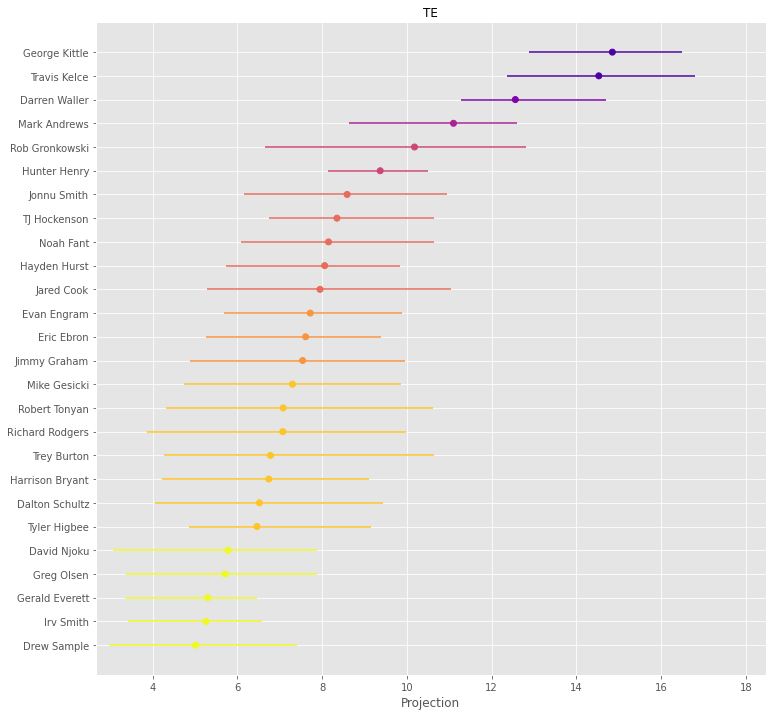 TE
George Kittle
Travis Kelce
Darren Waller
Mark Andrews
Rob Gronkowski
Hunter Henry
Jonnu Smith
TJ Hockenson
Noah Fant
Hayden Hurst
Jared Cook
Evan Engram
Eric Ebron
Jimmy Graham
Mike Gesicki
Robert Tonyan
Richard Rodgers
Trey Burton
Harrison Bryant
Dalton Schultz
Tyler Higbee
David Njoku
Greg Olsen
Gerald Everett
Irv Smith
Drew Sample
4 6 8 10 12 14 16 18
Projection